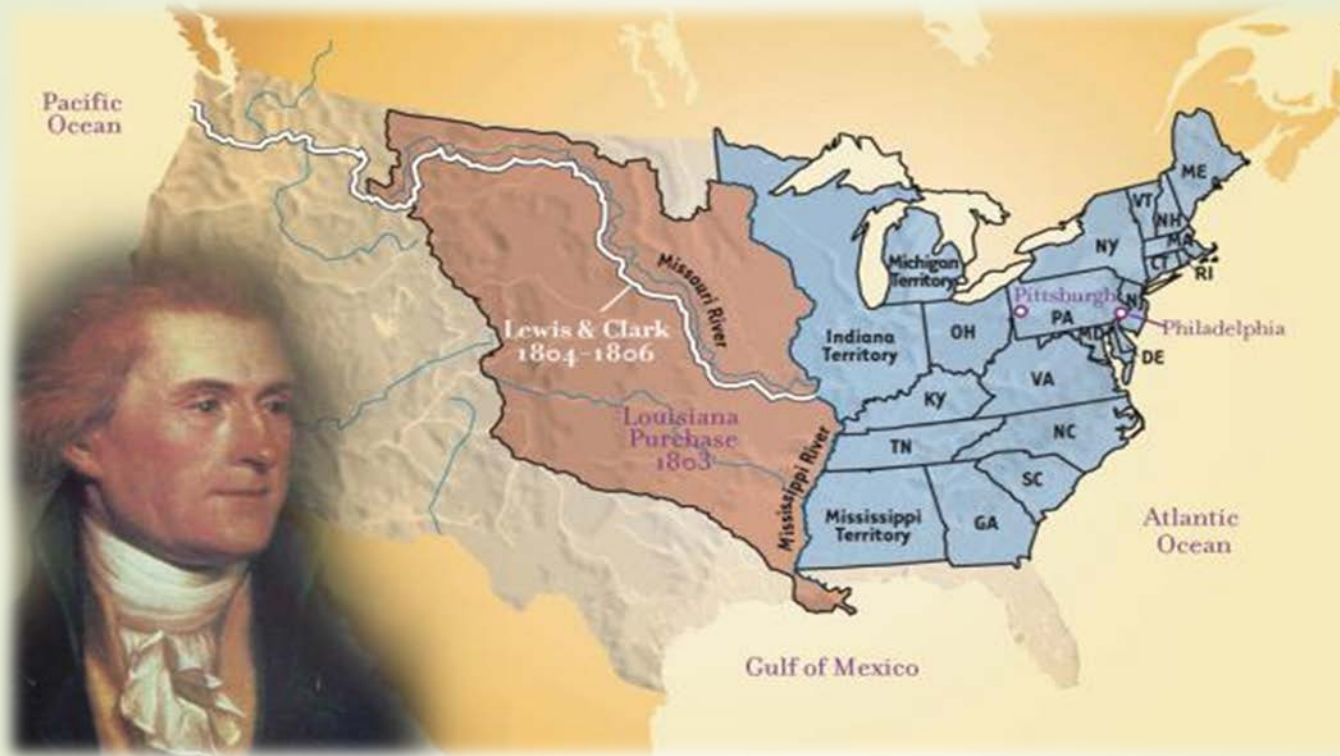 Pacific
Ocean
ME
VT
NH
NY
MA
CT
RI
Michigan
Territory
Missouri River
Pittsburgh
NJ
PA
Philadelphia
Lewis & Clark
1804–1806
Indiana
Territory
OH
MD
DE
VA
KY
Louisiana
Purchase
1803
Mississippi River
TN
NC
SC
Mississippi
Territory
GA
Atlantic
Ocean
Gulf of Mexico